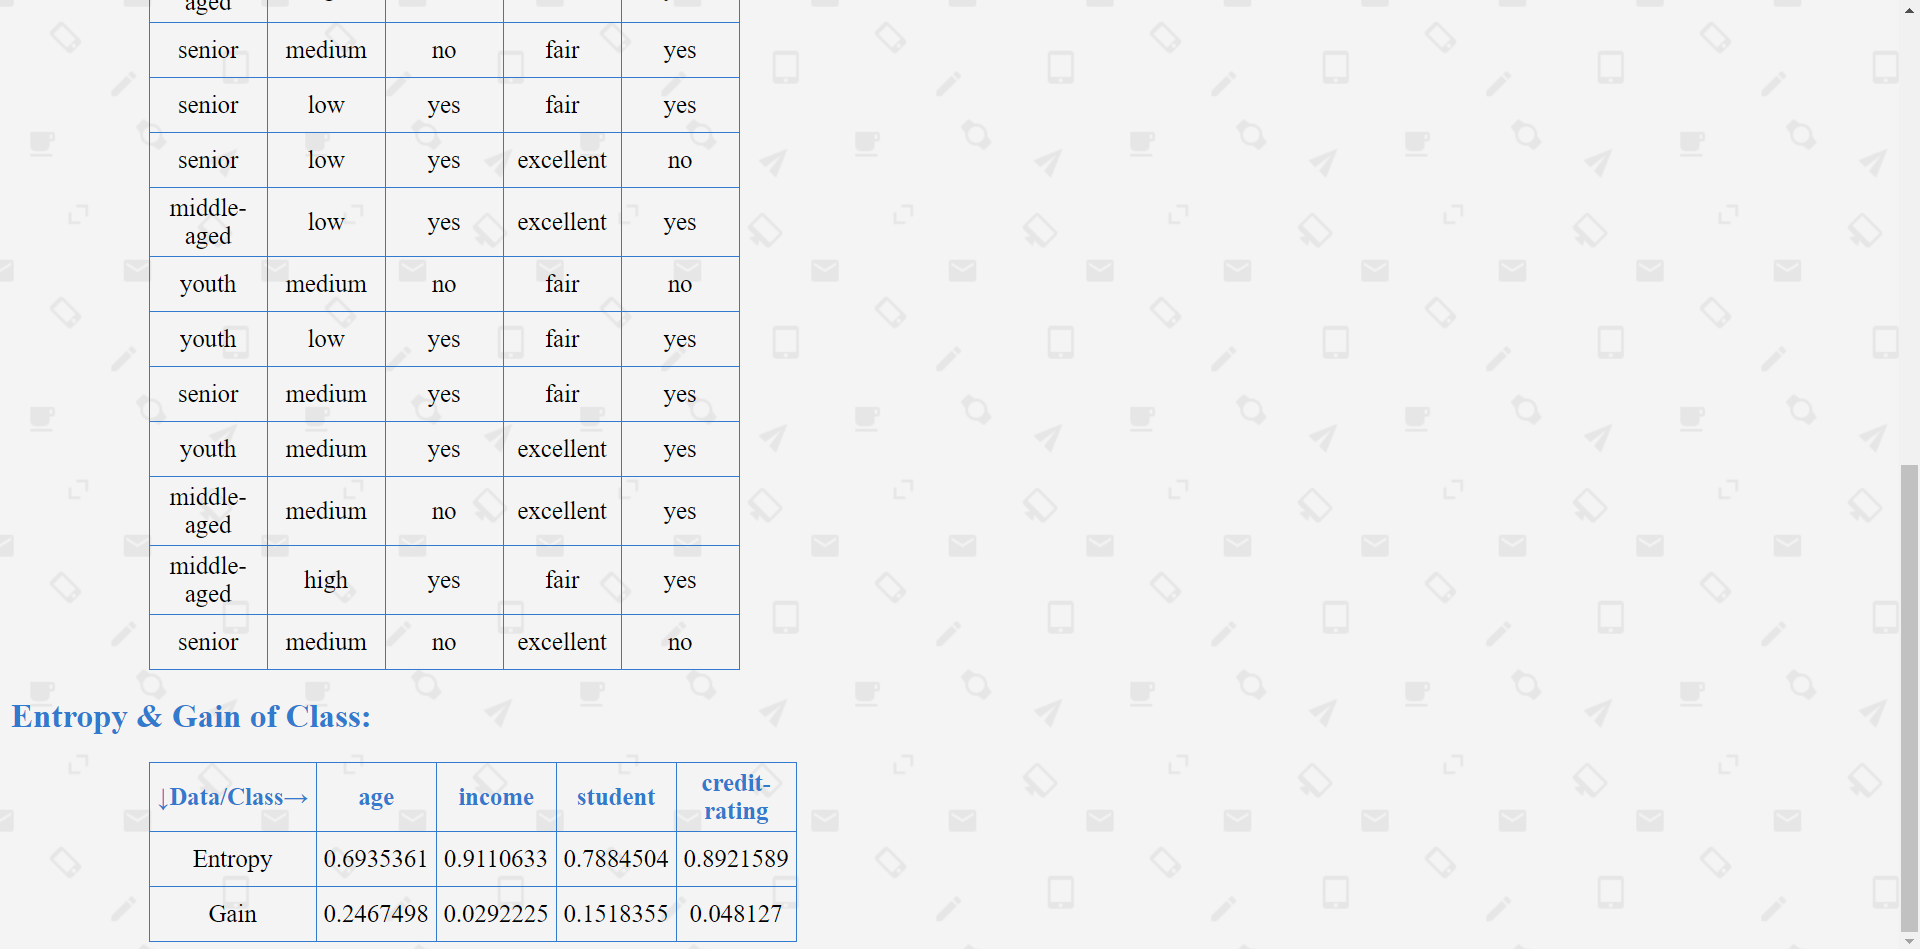 aged
senior medium no fair yes
senior low yes fair yes
senior low yes excellent no
middle-
aged low yes excellent yes
youth medium no fair no
youth low yes fair yes
senior medium yes fair yes
youth medium yes excellent yes
middle-
aged medium no excellent yes
middle-
aged high yes fair yes
senior medium no excellent no
Entropy & Gain of Class:
↓Data/Class→ age income student credit-
rating
Entropy 0.6935361 0.9110633 0.7884504 0.8921589
Gain 0.2467498 0.0292225 0.1518355 0.048127